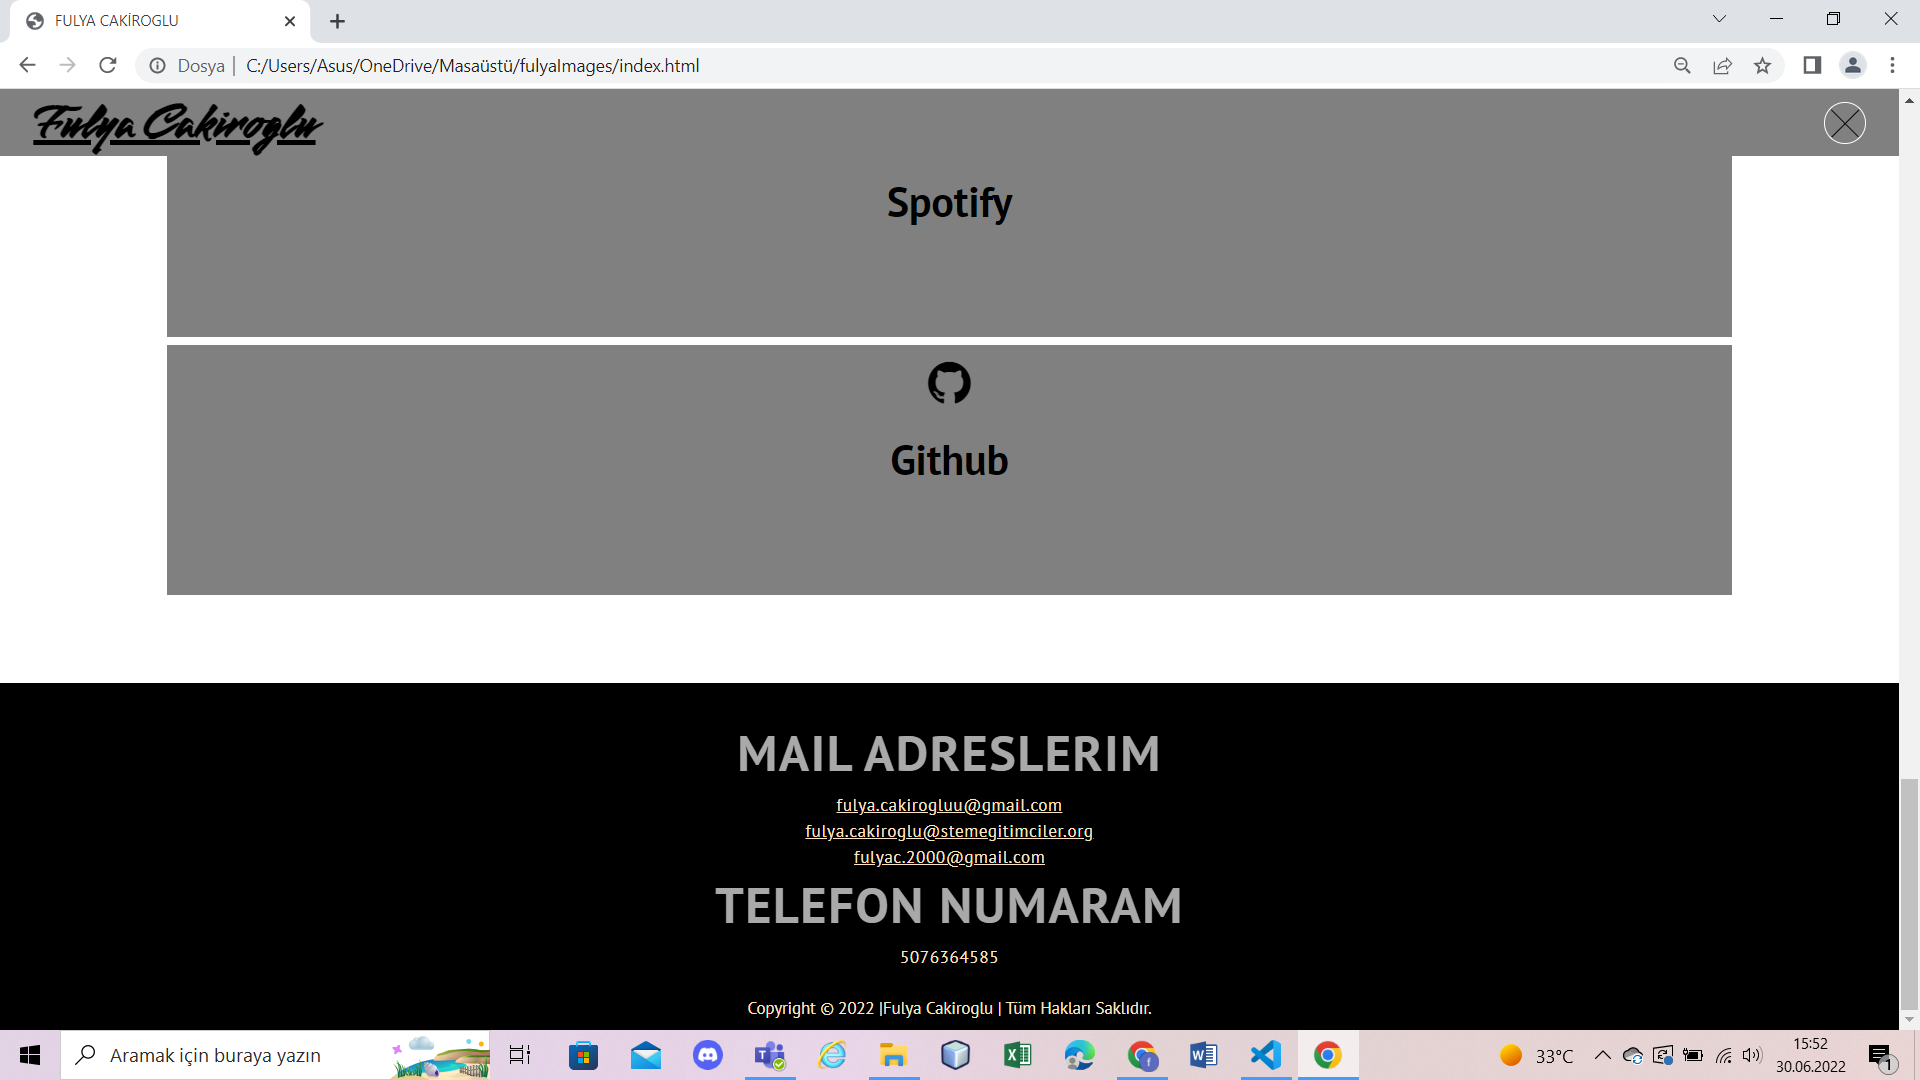 FULYA CAKİROGLU
Dosya | C:/Users/Asus/OneDrive/Masaüstü/fulyaImages/index.html
Fulya Cakiroglu
Spotify
Github
MAIL ADRESLERIM
fulya.cakirogluu@gmail.com
fulya.cakiroglu@stemegitimciler.org
fulyac.2000@gmail.com
TELEFON NUMARAM
5076364585
Copyright © 2022 |Fulya Cakiroglu | Tüm Hakları Saklıdır.
Aramak için buraya yazın
33°C
15:52
30.06.2022
1